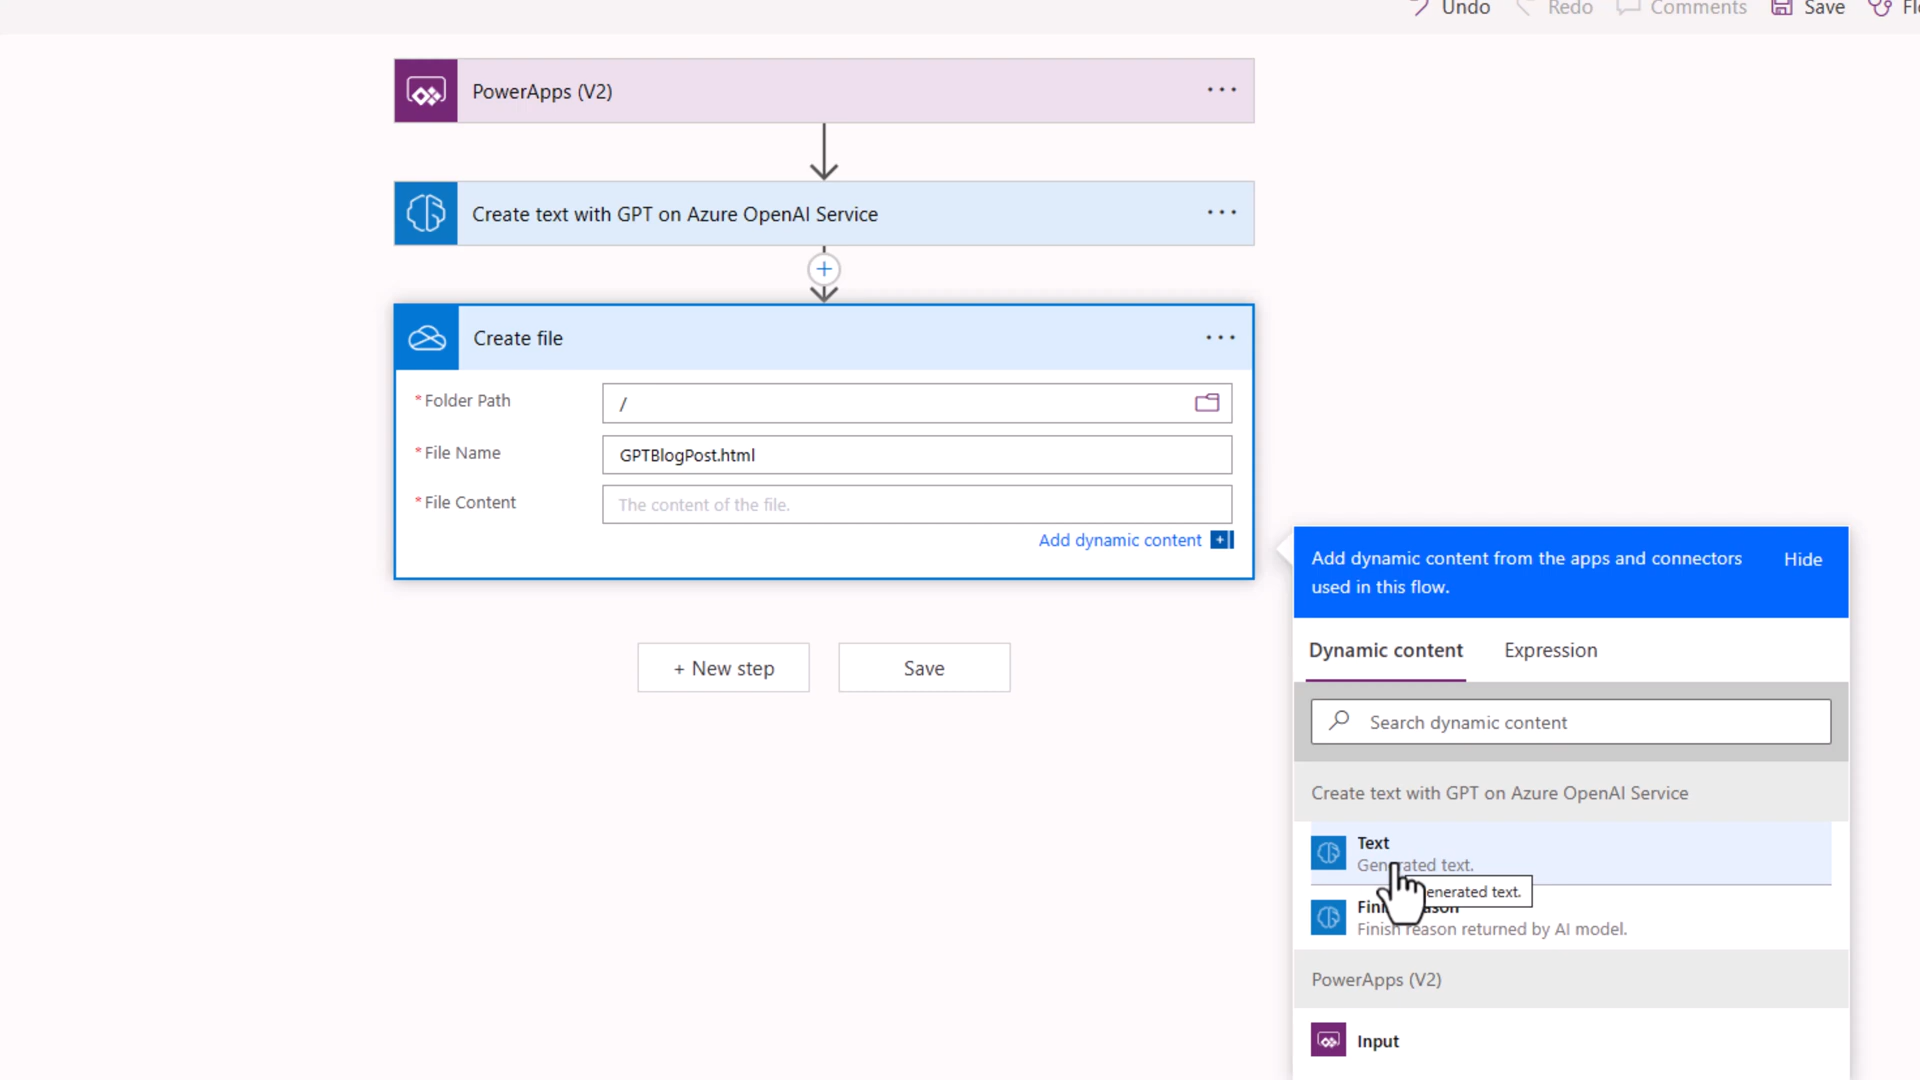 Undo Redo Comments Save
PowerApps (V2)
Create text with GPT on Azure OpenAI Service
Create file
*Folder Path
/
*File Name
GPTBlogPost.html
*File Content
The content of the file.
Add dynamic content
+ New step
Save
Add dynamic content from the apps and connectors
used in this flow.
Hide
Dynamic content
Expression
Search dynamic content
Create text with GPT on Azure OpenAI Service
Text
Generated text.
enerated text.
Finish reason returned by AI model.
PowerApps (V2)
Input